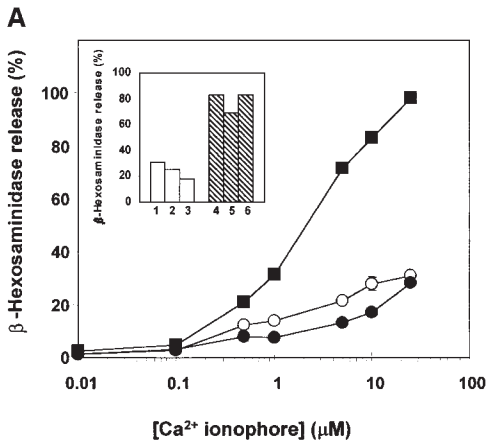 A
β-Hexosaminidase release (%)
100
80
60
40
20
0
β-Hexosaminidase release (%)
100
80
60
40
20
0
1 2 3 4 5 6
0.01 0.1 1 10 100
[Ca²⁺ ionophore] (μM)